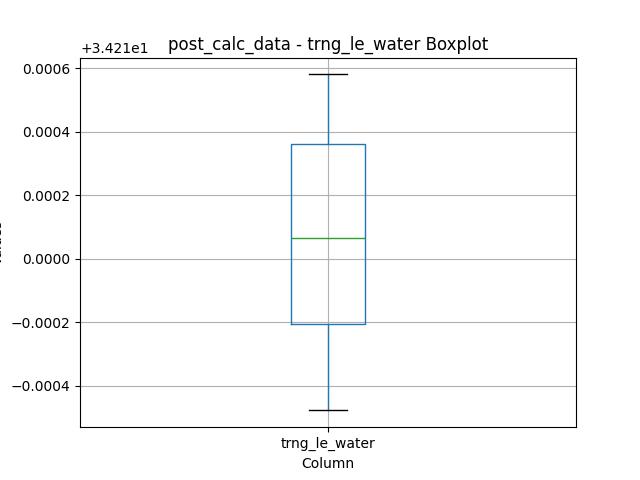 post_calc_data - trng_le_water Boxplot
+3.421e1
0.0006
0.0004
0.0002
0.0000
−0.0002
−0.0004
trng_le_water
Column